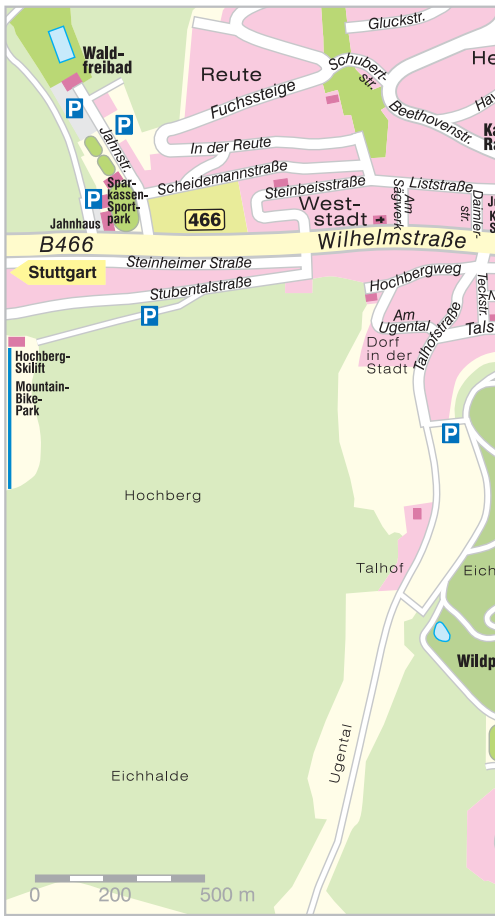 Gluckstr.
Wald-
freibad
Schubert-
str.
Reute
P
Fuchssteige
Beethovenstr.
P
Jahnstr.
In der Reute
Scheidemannstraße
Steinbeisstraße
Liststraße
Spar-
kassen-
Sport-
park
P
West-
stadt
Am
Sägwerk
Daimler-
str.
Jahnhaus
466
B466
Wilhelmstraße
Stuttgart
Steinheimer Straße
Stubentalstraße
Hochbergweg
Teckstr.
P
Am
Ugental
Talhofstraße
Tals
Dorf
in der
Stadt
Hochberg-
Skilift
Mountain-
Bike-
Park
P
Hochberg
Talhof
Eich
Wildp
Ugental
Eichhalde
0 200 500 m